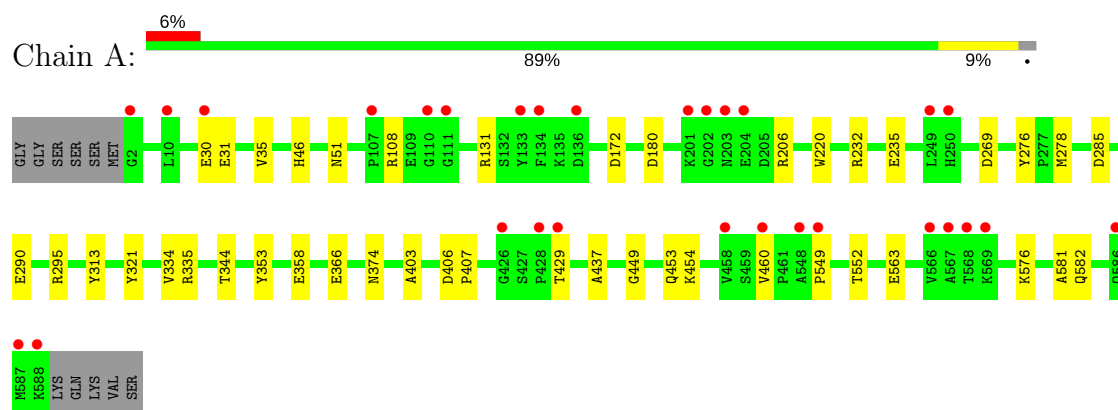 6%
Chain A:
89% 9% •
GLY GLY SER SER SER MET G2 L10 E30 E31 V35 H46 N51 P107 R108 E109 G110 G111 R131 S132 Y133 F134 K135 D136 D172 D180 K201 G202 N203 E204 D205 R206 W220 R232 E235 L249 H250 D269 Y276 P277 M278 D285
E290 R295 Y313 Y321 V334 R335 T344 Y353 E358 E366 N374 A403 D406 P407 G426 S427 P428 T429 A437 G449 Q453 K454 V458 S459 V460 P461 A548 P549 T552 E563 V566 A567 T568 K569 K576 A581 Q582
M587 K588 LYS GLN LYS VAL SER